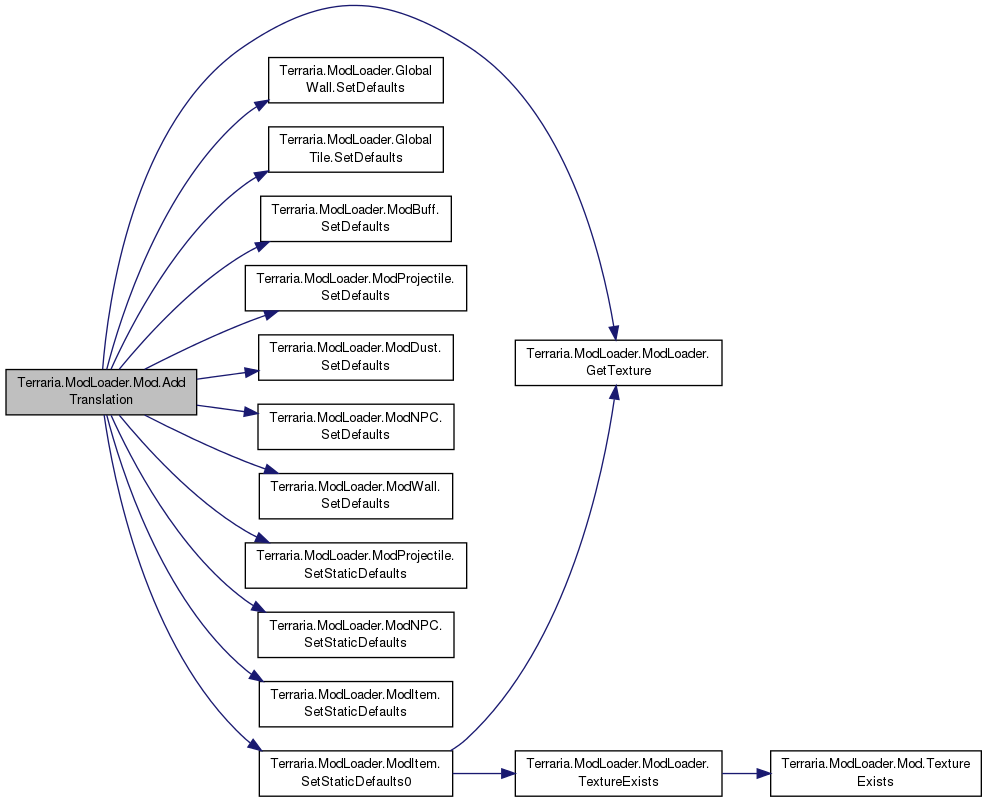 Terraria.ModLoader.Global
Wall.SetDefaults
Terraria.ModLoader.Global
Tile.SetDefaults
Terraria.ModLoader.ModBuff.
SetDefaults
Terraria.ModLoader.ModProjectile.
SetDefaults
Terraria.ModLoader.ModDust.
SetDefaults
Terraria.ModLoader.ModLoader.
GetTexture
Terraria.ModLoader.Mod.Add
Translation
Terraria.ModLoader.ModNPC.
SetDefaults
Terraria.ModLoader.ModWall.
SetDefaults
Terraria.ModLoader.ModProjectile.
SetStaticDefaults
Terraria.ModLoader.ModNPC.
SetStaticDefaults
Terraria.ModLoader.ModItem.
SetStaticDefaults
Terraria.ModLoader.ModItem.
SetStaticDefaults0
Terraria.ModLoader.ModLoader.
TextureExists
Terraria.ModLoader.Mod.Texture
Exists